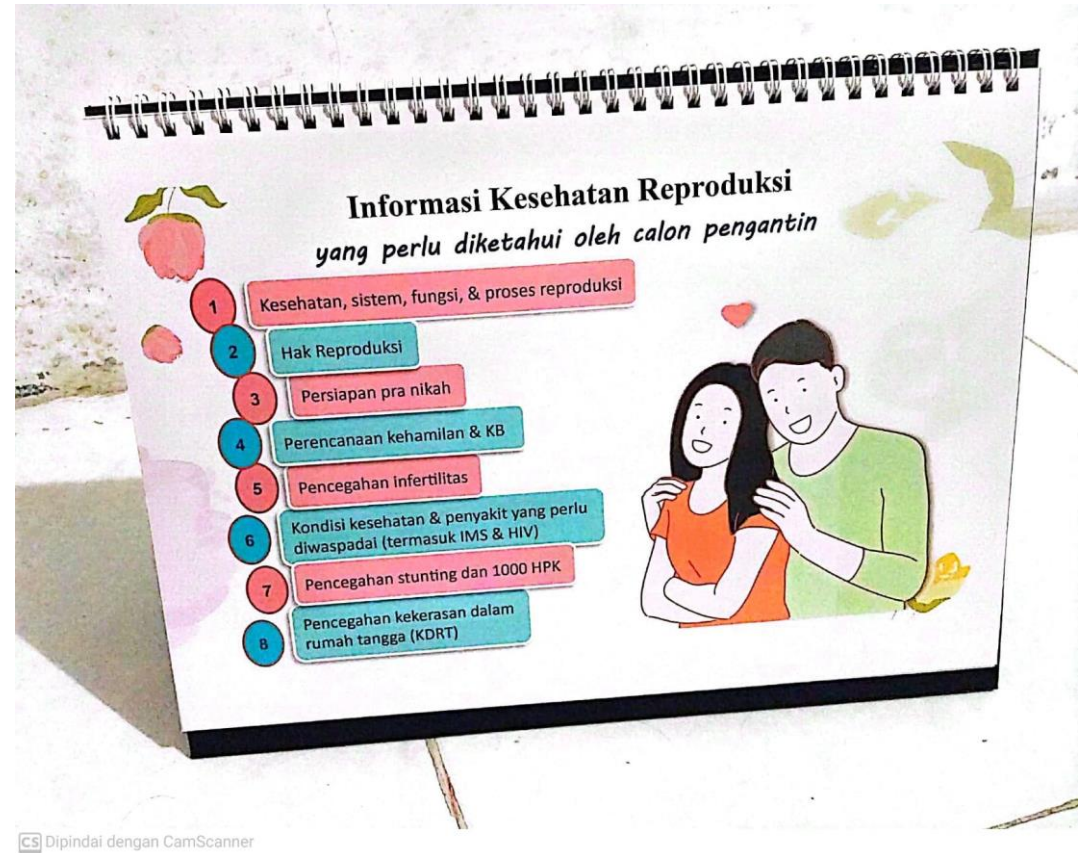 Informasi Kesehatan Reproduksi
yang perlu diketahui oleh calon pengantin
1 Kesehatan, sistem, fungsi, & proses reproduksi
2 Hak Reproduksi
3 Persiapan pra nikah
4 Perencanaan kehamilan & KB
5 Pencegahan infertilitas
6 Kondisi kesehatan & penyakit yang perlu
diwaspadai (termasuk IMS & HIV)
7 Pencegahan stunting dan 1000 HPK
8 Pencegahan kekerasan dalam
rumah tangga (KDRT)
CS Dipindai dengan CamScanner